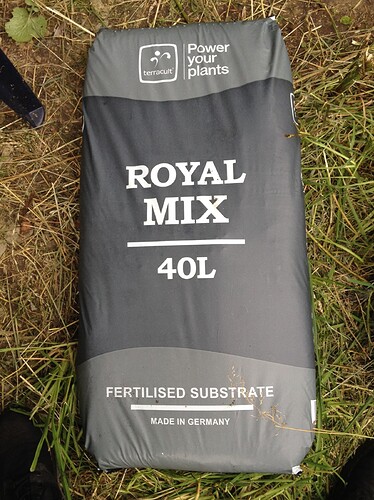 terracult
Power
your
plants
ROYAL
MIX
40L
FERTILISED SUBSTRATE
MADE IN GERMANY